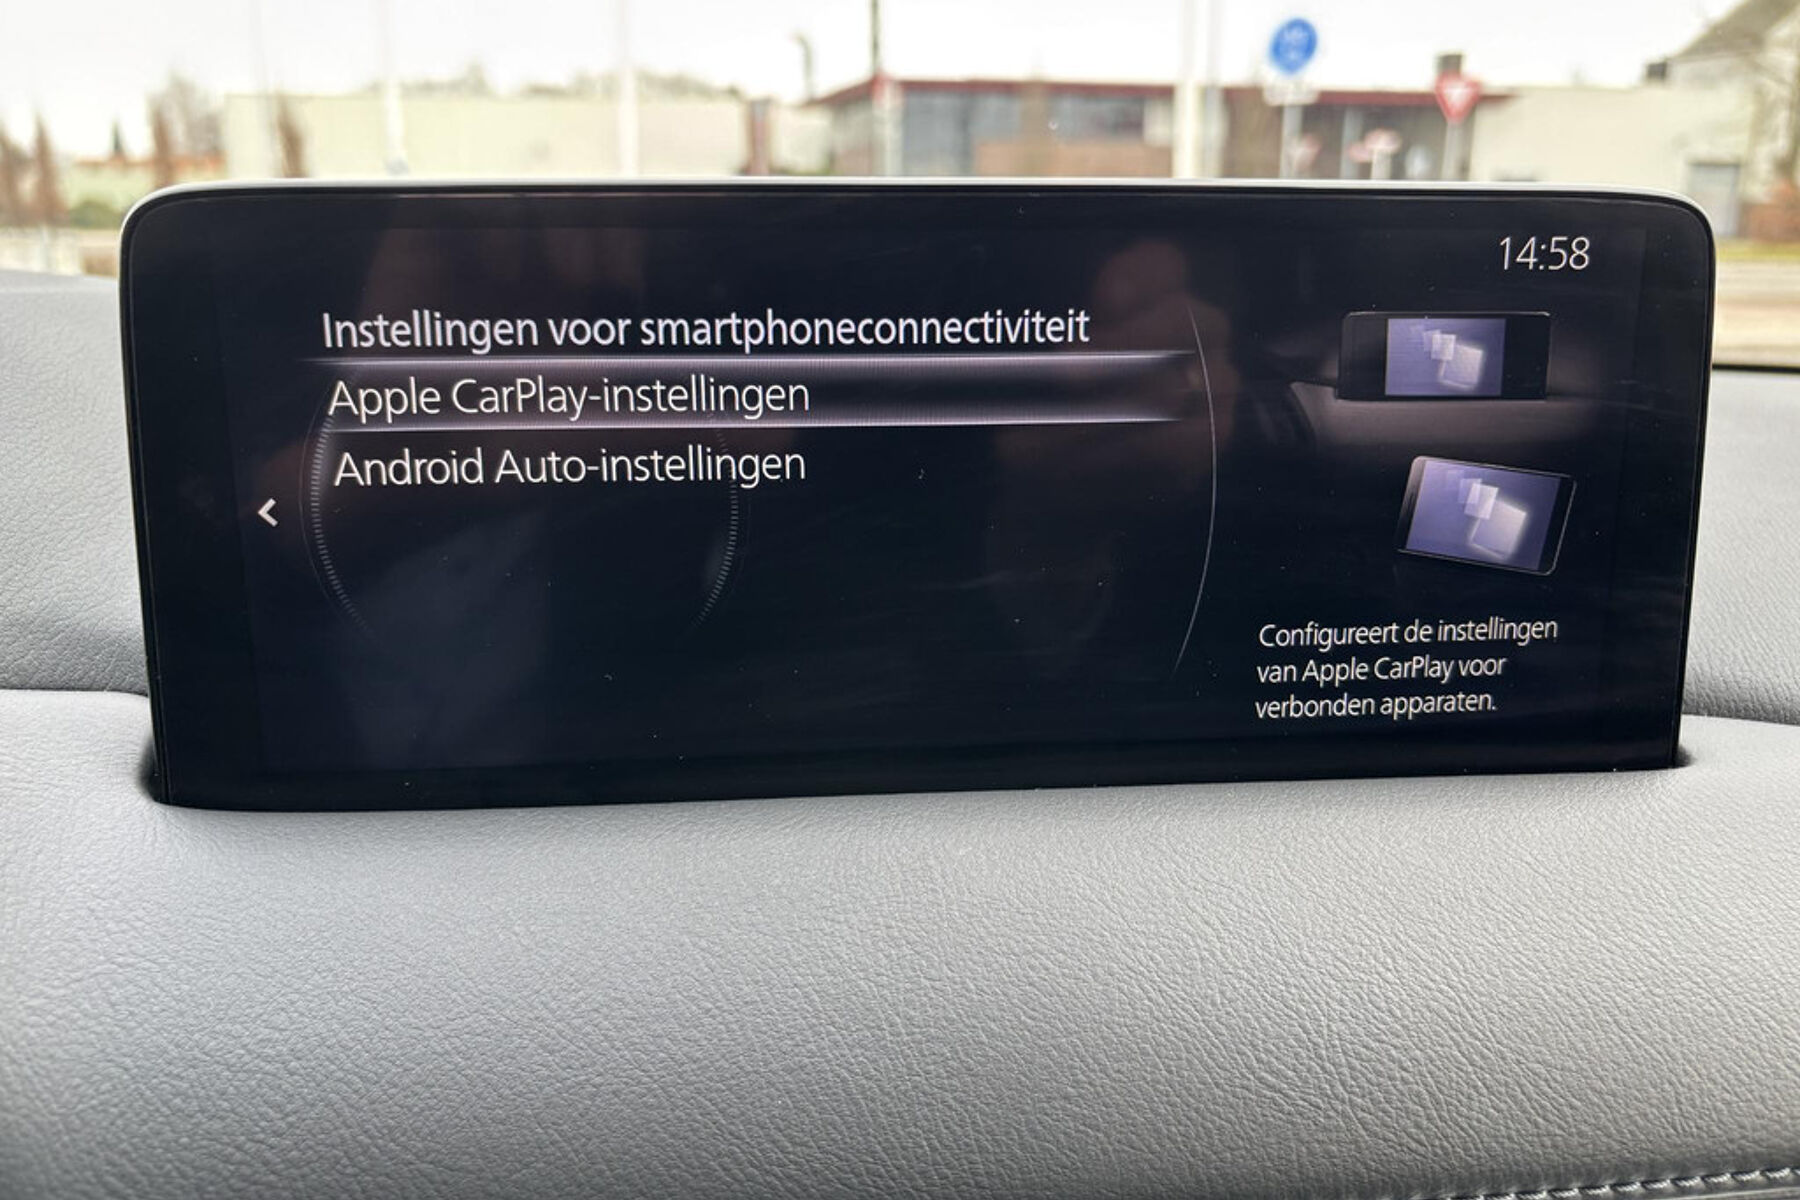 14:58
Instellingen voor smartphoneconnectiviteit
Apple CarPlay-instellingen
Android Auto-instellingen
Configureert de instellingen
van Apple CarPlay voor
verbonden apparaten.